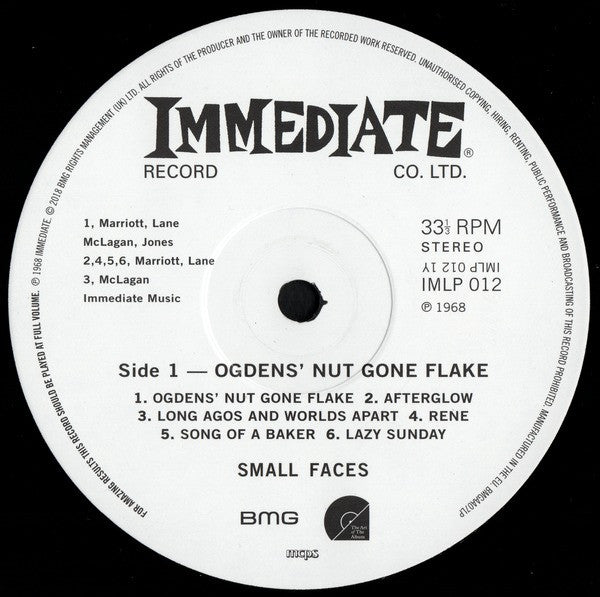 ℗ 1968 IMMEDIATE. © 2018 BMG RIGHTS MANAGEMENT (UK) LTD. ALL RIGHTS OF THE PRODUCER AND THE OWNER OF THE RECORDED WORK RESERVED. UNAUTHORISED COPYING, HIRING, RENTING, PUBLIC PERFORMANCE AND BROADCASTING OF THIS RECORD PROHIBITED. MANUFACTURED IN THE EU. BMGAA07LP
FOR AMAZING RESULTS THIS RECORD SHOULD BE PLAYED AT FULL VOLUME.
IMMEDIATE®
RECORD CO. LTD.
1, Marriott, Lane
McLagan, Jones
2,4,5,6, Marriott, Lane
3, McLagan
Immediate Music
33⅓ RPM
STEREO
IMLP 012 1Y
IMLP 012
℗ 1968
Side 1 — OGDENS’ NUT GONE FLAKE
1. OGDENS’ NUT GONE FLAKE 2. AFTERGLOW
3. LONG AGOS AND WORLDS APART 4. RENE
5. SONG OF A BAKER 6. LAZY SUNDAY
SMALL FACES
BMG
The Art of The Album
mcps